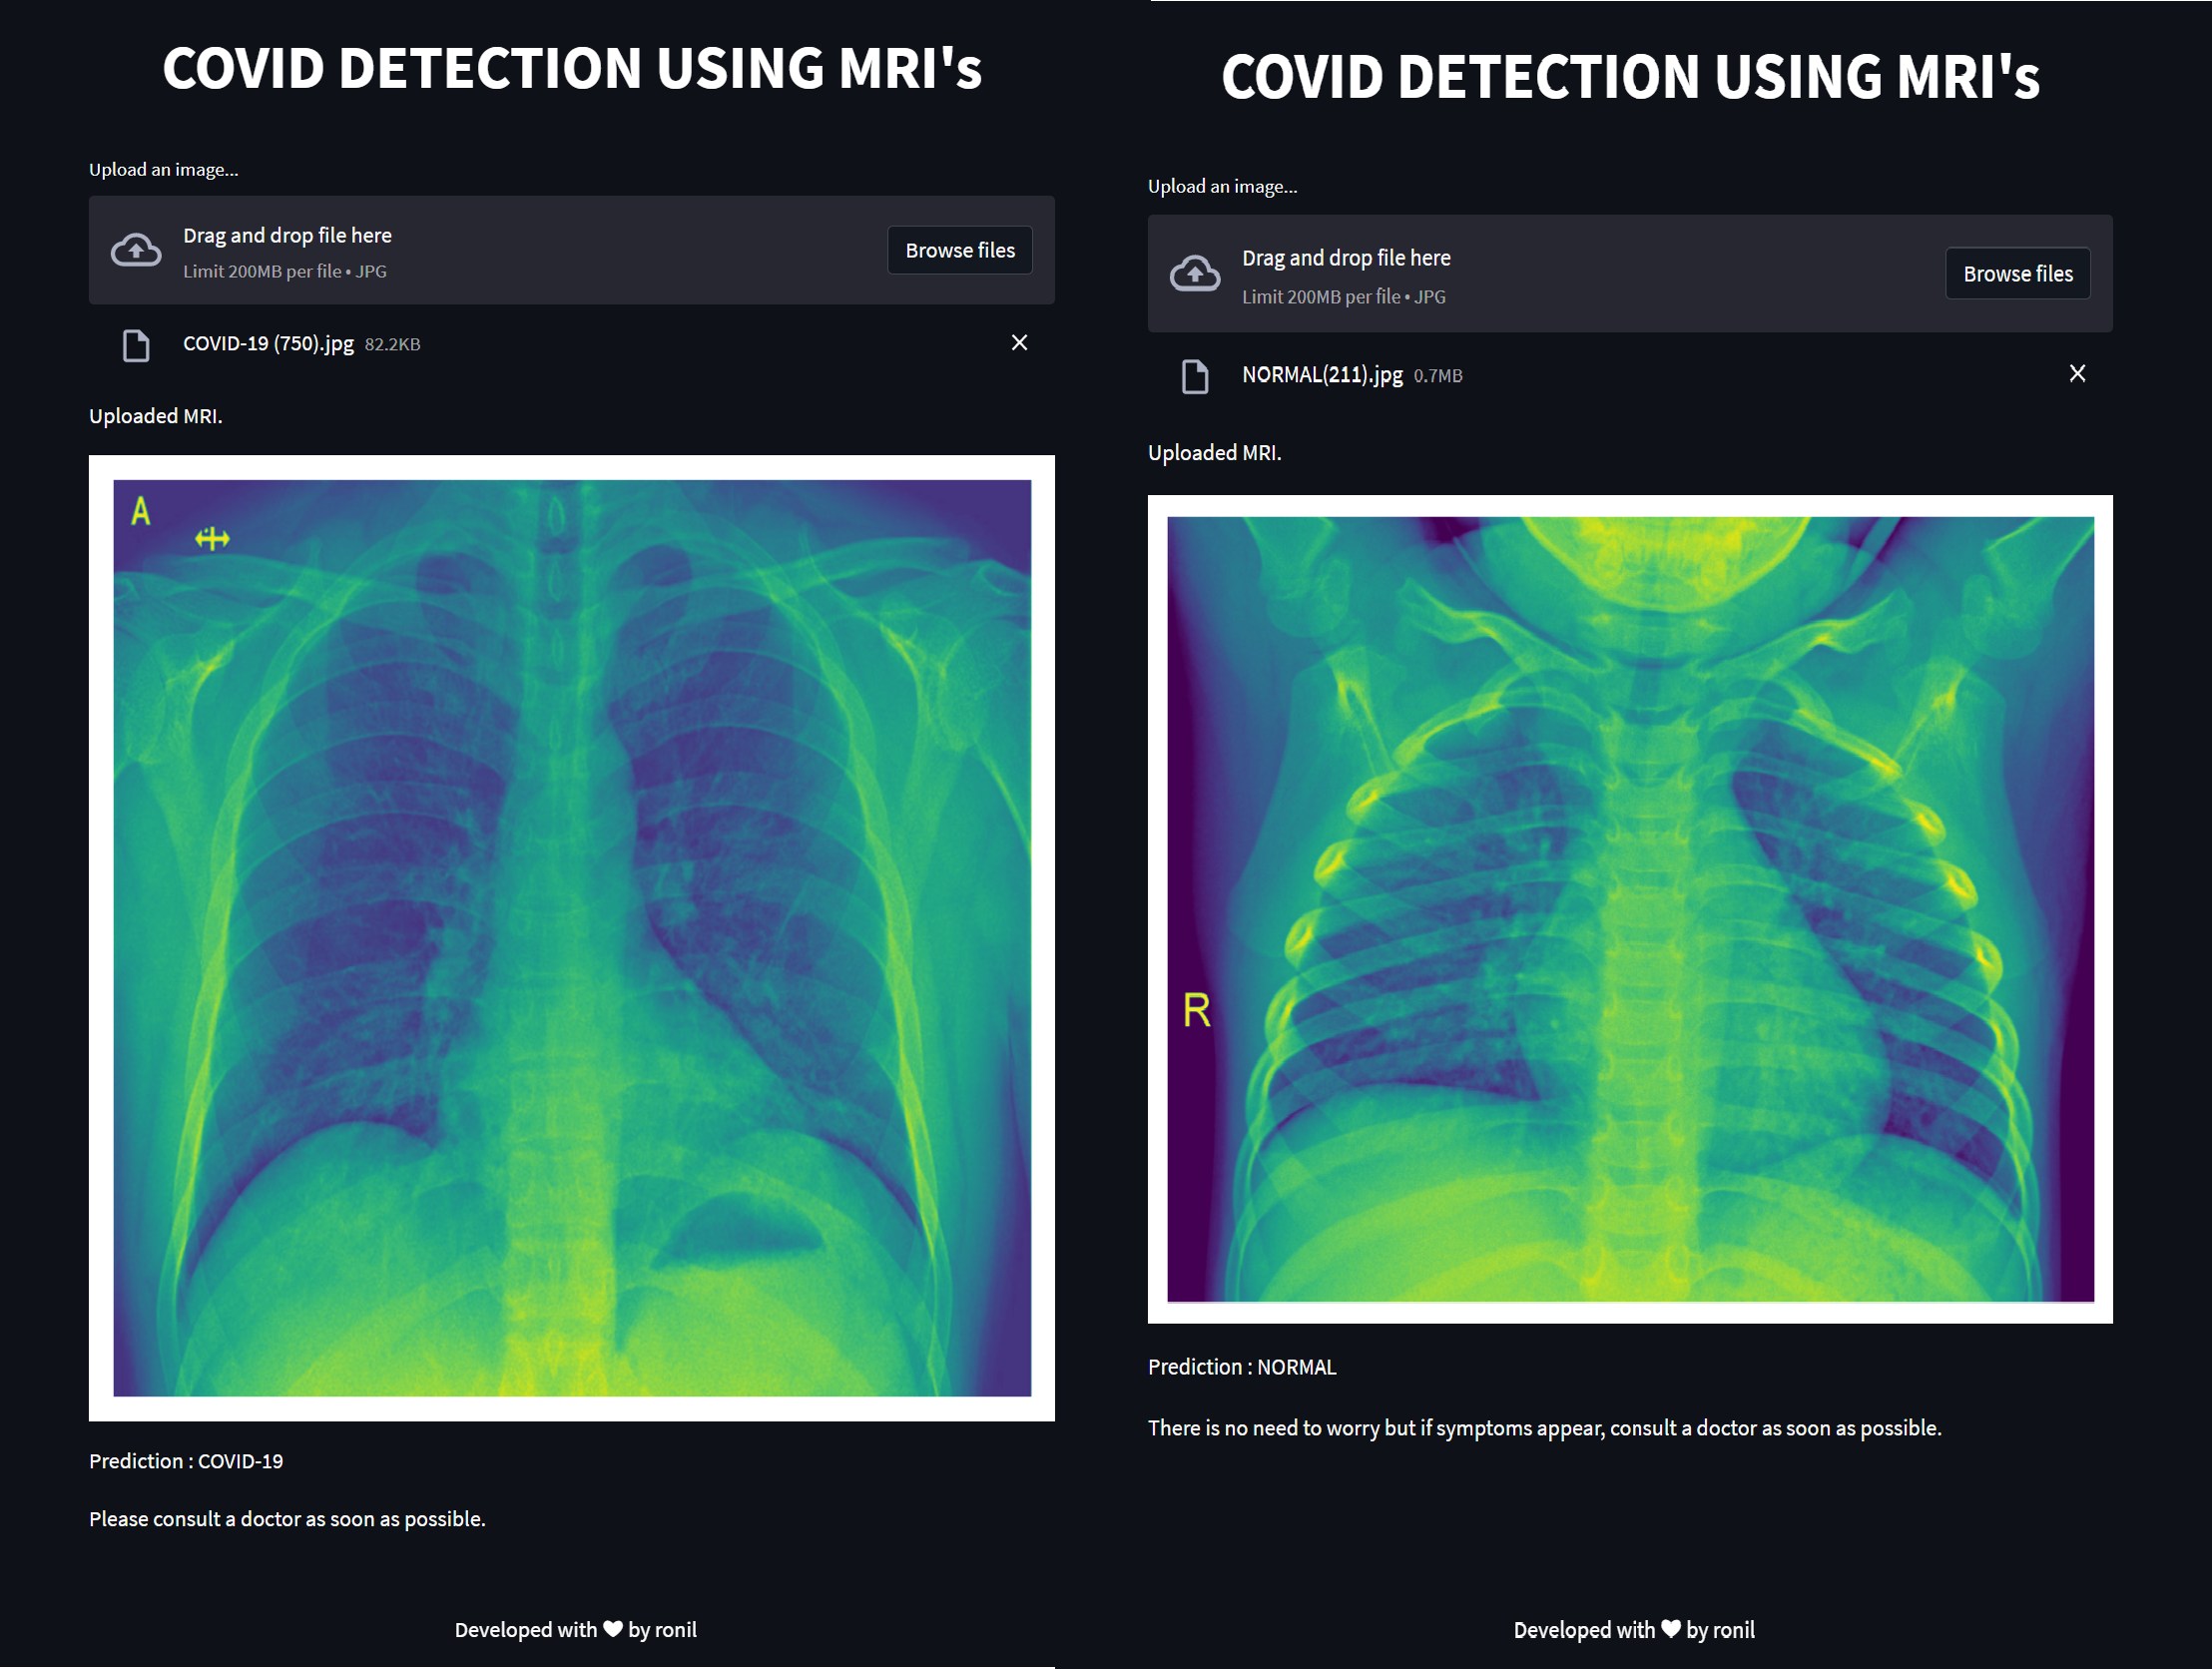 COVID DETECTION USING MRI's
Upload an image...
Drag and drop file here
Limit 200MB per file • JPG
Browse files
COVID-19 (750).jpg 82.2KB
Uploaded MRI.
A
Prediction : COVID-19
Please consult a doctor as soon as possible.
Developed with ❤ by ronil
COVID DETECTION USING MRI's
Upload an image...
Drag and drop file here
Limit 200MB per file • JPG
Browse files
NORMAL(211).jpg 0.7MB
Uploaded MRI.
R
Prediction : NORMAL
There is no need to worry but if symptoms appear, consult a doctor as soon as possible.
Developed with ❤ by ronil